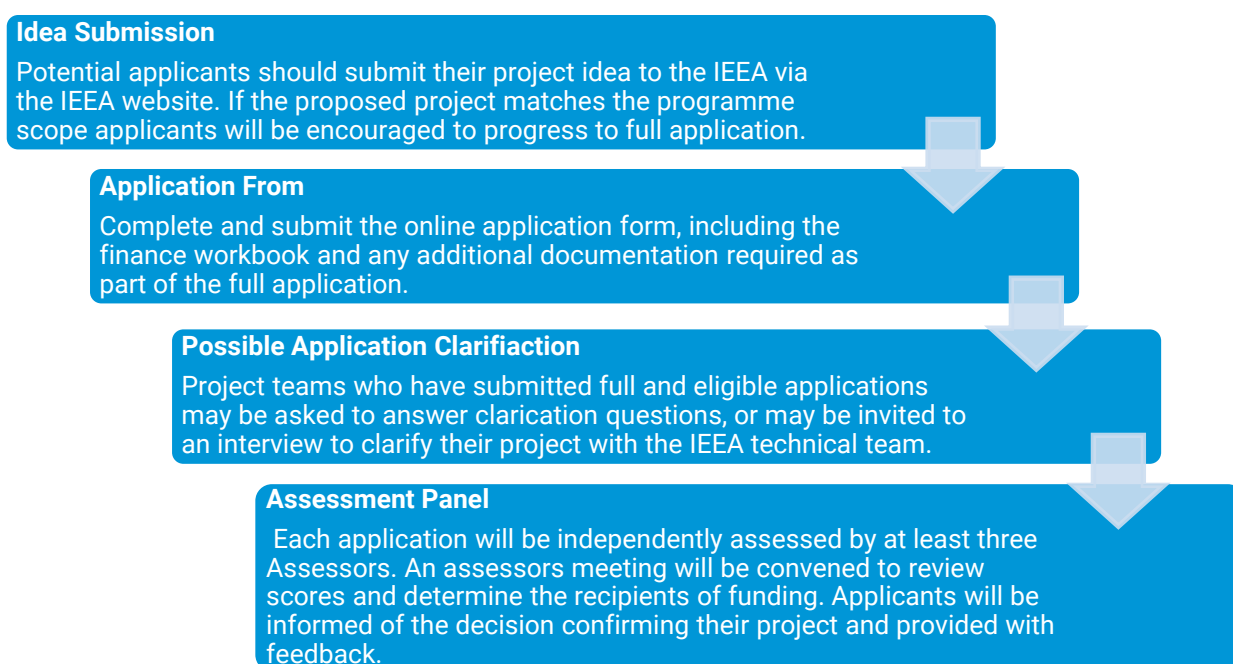 Idea Submission
Potential applicants should submit their project idea to the IEEA via
the IEEA website. If the proposed project matches the programme
scope applicants will be encouraged to progress to full application.
Application From
Complete and submit the online application form, including the
finance workbook and any additional documentation required as
part of the full application.
Possible Application Clarifiaction
Project teams who have submitted full and eligible applications
may be asked to answer clarication questions, or may be invited to
an interview to clarify their project with the IEEA technical team.
Assessment Panel
Each application will be independently assessed by at least three
Assessors. An assessors meeting will be convened to review
scores and determine the recipients of funding. Applicants will be
informed of the decision confirming their project and provided with
feedback.